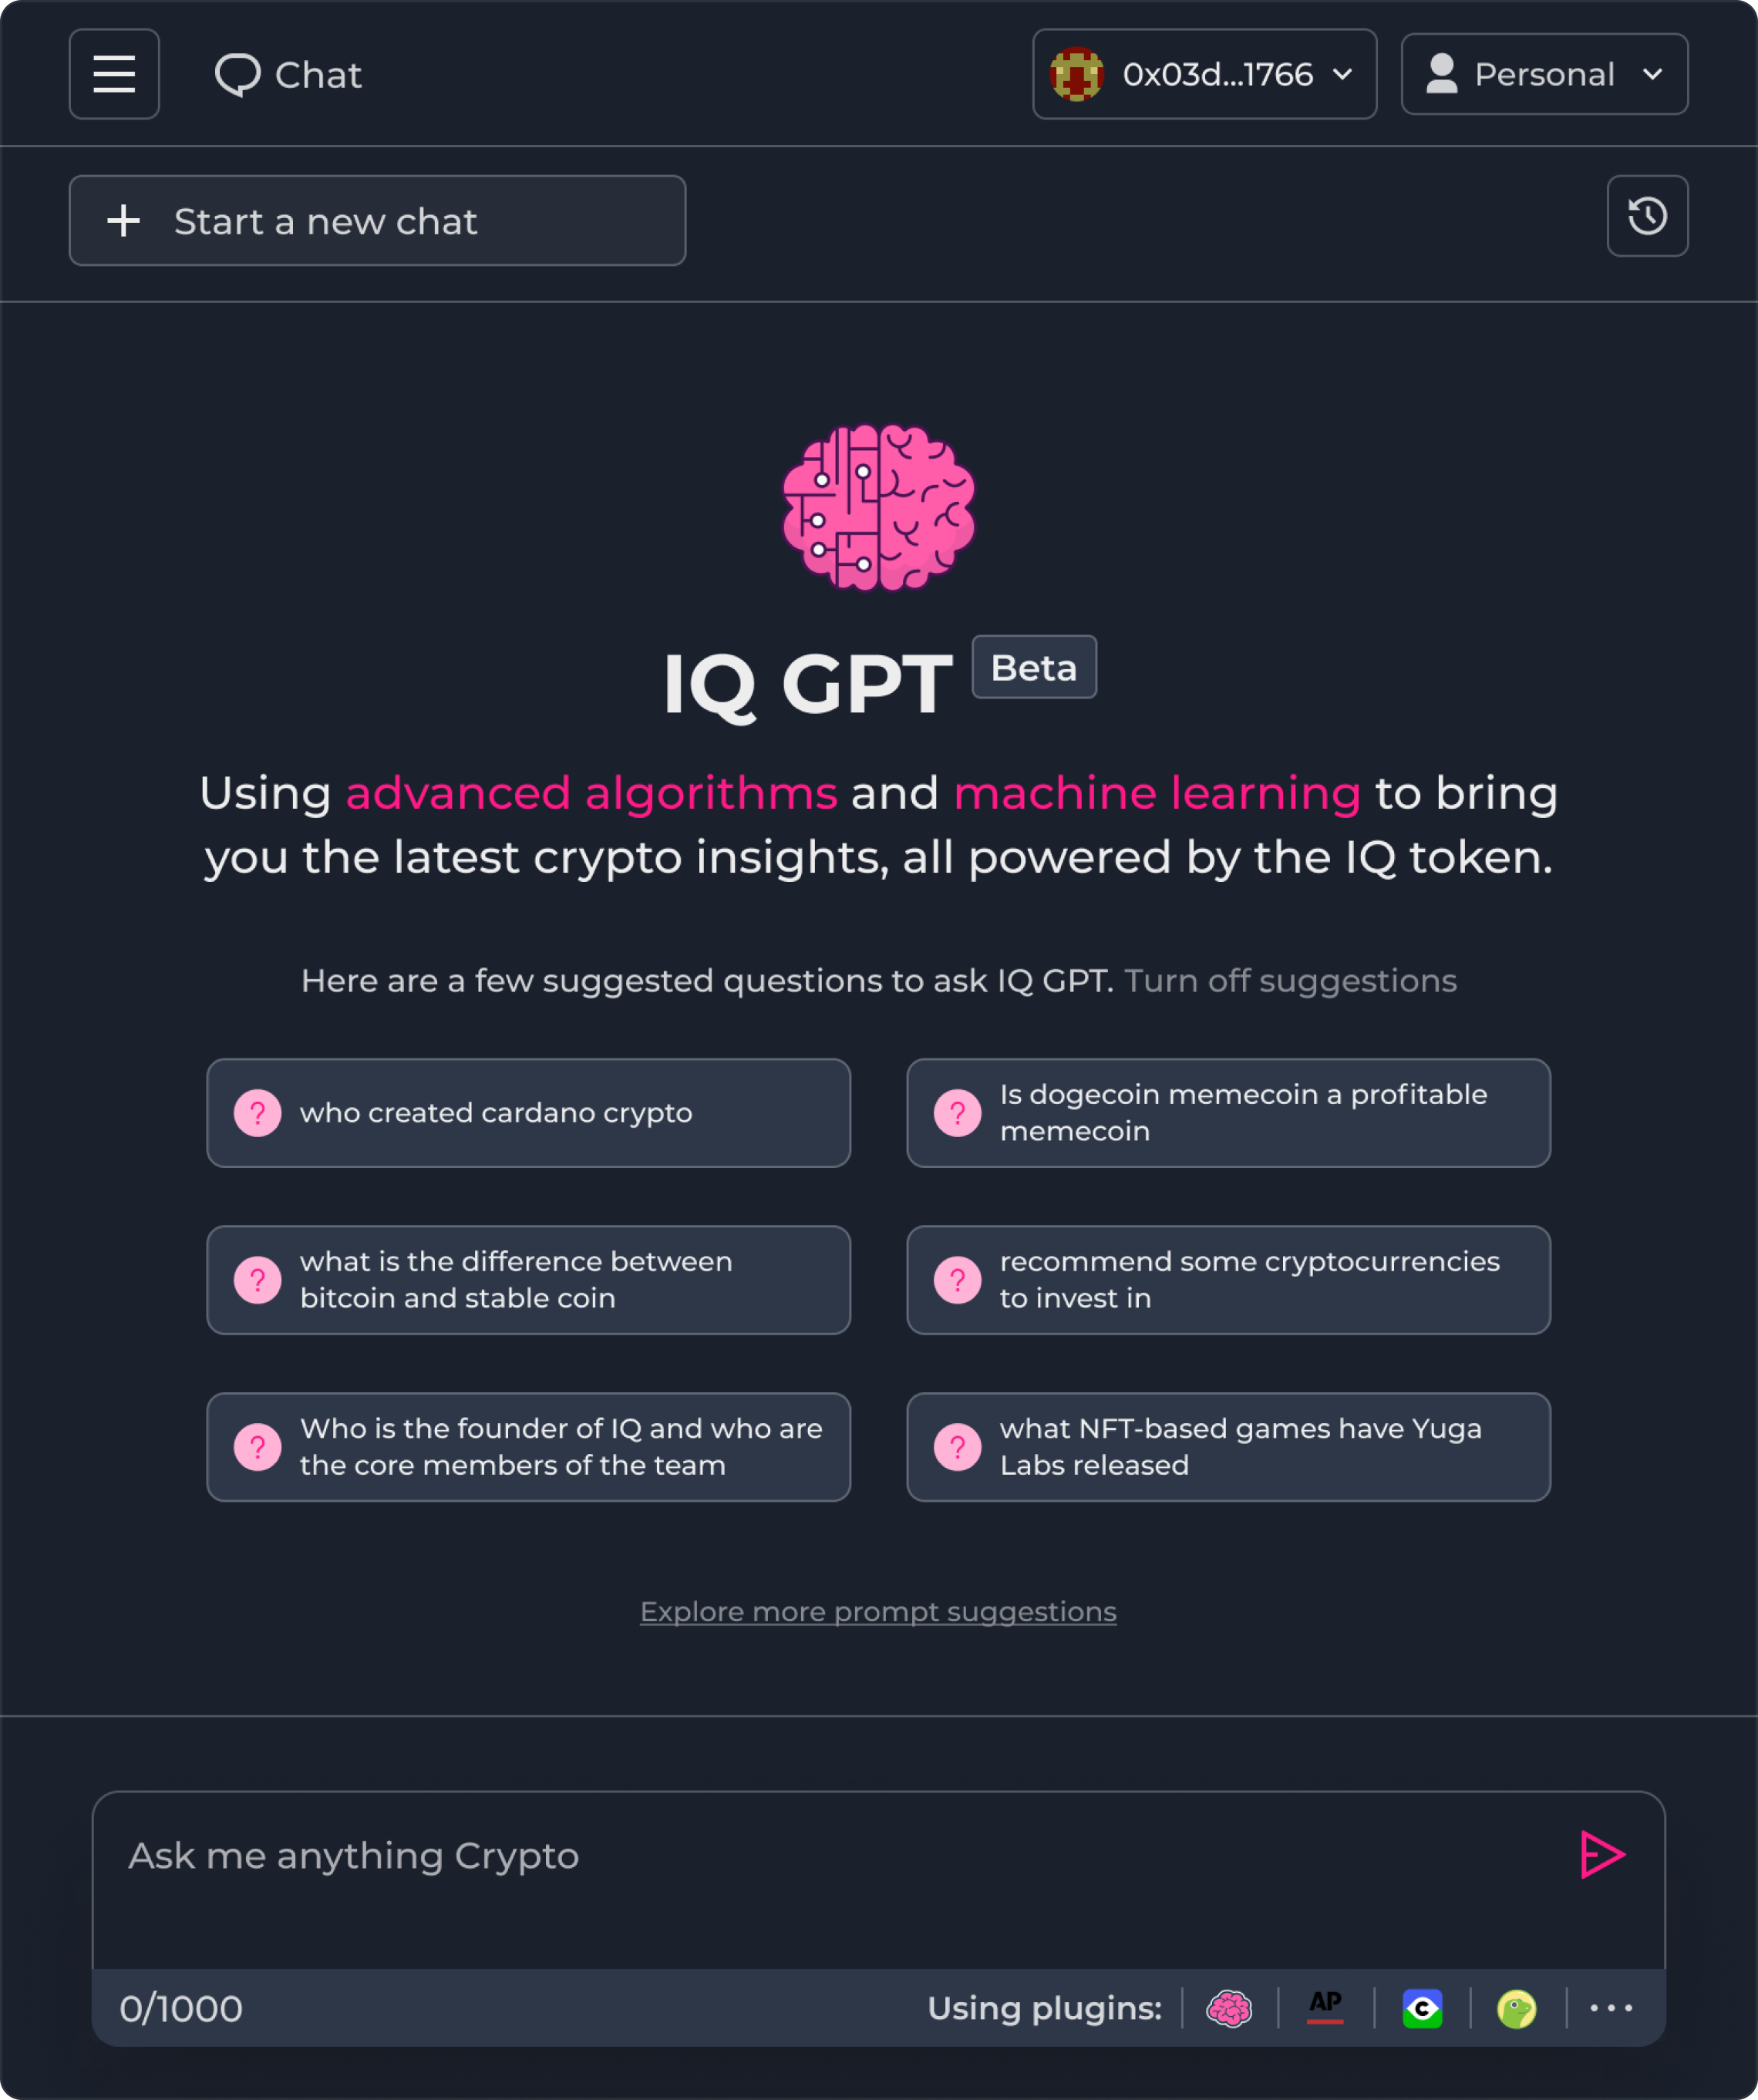 Chat
0x03d...1766
Personal
Start a new chat
IQ GPT
Beta
Using advanced algorithms and machine learning to bring
you the latest crypto insights, all powered by the IQ token.
Here are a few suggested questions to ask IQ GPT. Turn off suggestions
who created cardano crypto
Is dogecoin memecoin a profitable
memecoin
what is the difference between
bitcoin and stable coin
recommend some cryptocurrencies
to invest in
Who is the founder of IQ and who are
the core members of the team
what NFT-based games have Yuga
Labs released
Explore more prompt suggestions
Ask me anything Crypto
0/1000
Using plugins:
AP
C